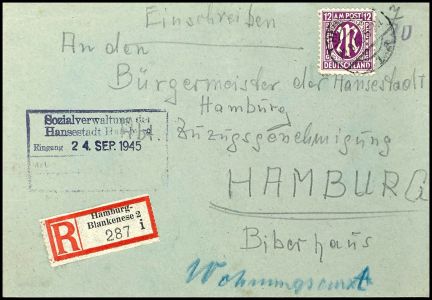 Einschreiben
12 AM POST 12
DEUTSCHLAND
An den
Bürgermeister der Hansestadt
Hamburg
Sozialverwaltung der
Hansestadt
Eingang 24. SEP. 1945
Abt. Zuzugsgenehmigung
HAMBURG
Biberhaus
R
Hamburg-
Blankenese 2
287 i
Wohnungsamt